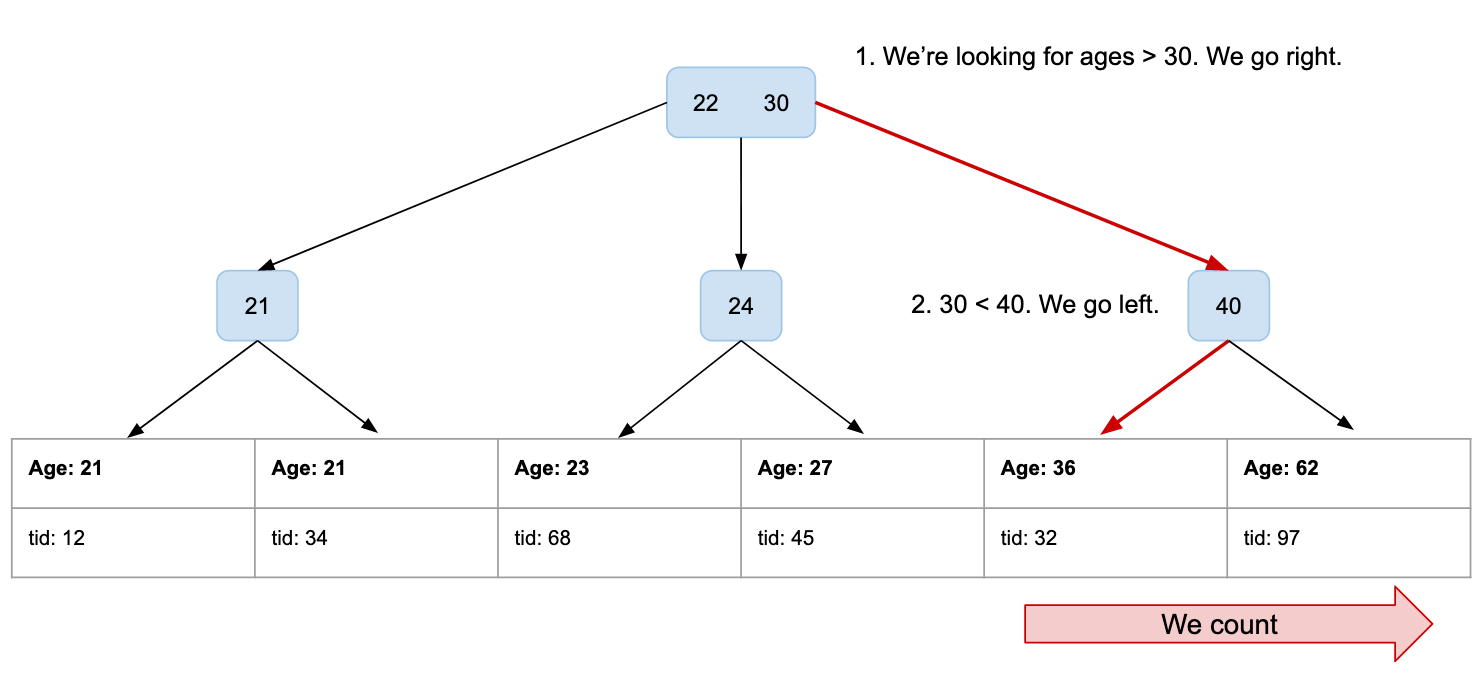 1. We’re looking for ages > 30. We go right.
22 30
21
24
2. 30 < 40. We go left.
40
Age: 21
Age: 21
Age: 23
Age: 27
Age: 36
Age: 62
tid: 12
tid: 34
tid: 68
tid: 45
tid: 32
tid: 97
We count